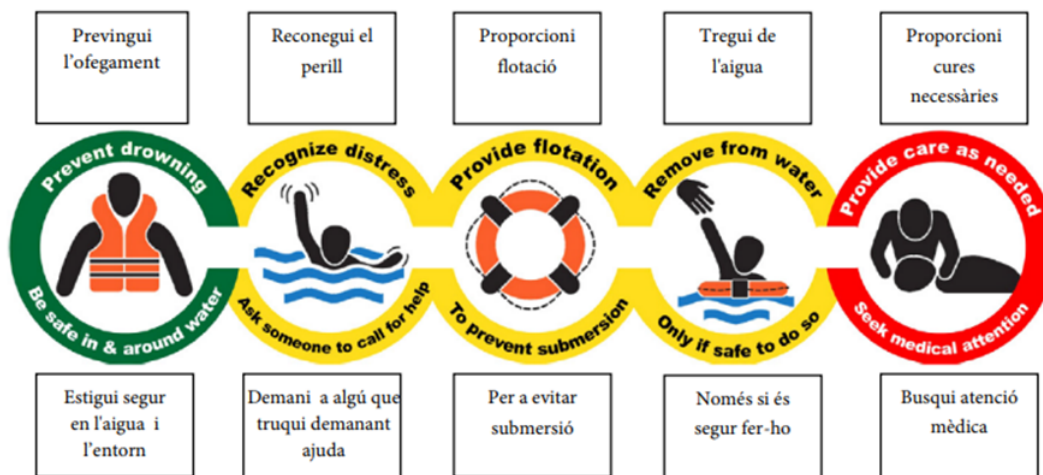 Previngui
l'ofegament
Reconegui el
perill
Proporcioni
flotació
Tregui de
l'aigua
Proporcioni
cures
necessàries
Prevent drowning
Be safe in & around water
Recognize distress
Ask someone to call for help
Provide flotation
To prevent submersion
Remove from water
Only if safe to do so
Provide care as needed
Seek medical attention
Estigui segur
en l'aigua i
l'entorn
Demani a algú que
truqui demanant
ajuda
Per a evitar
submersió
Només si és
segur fer-ho
Busqui atenció
mèdica